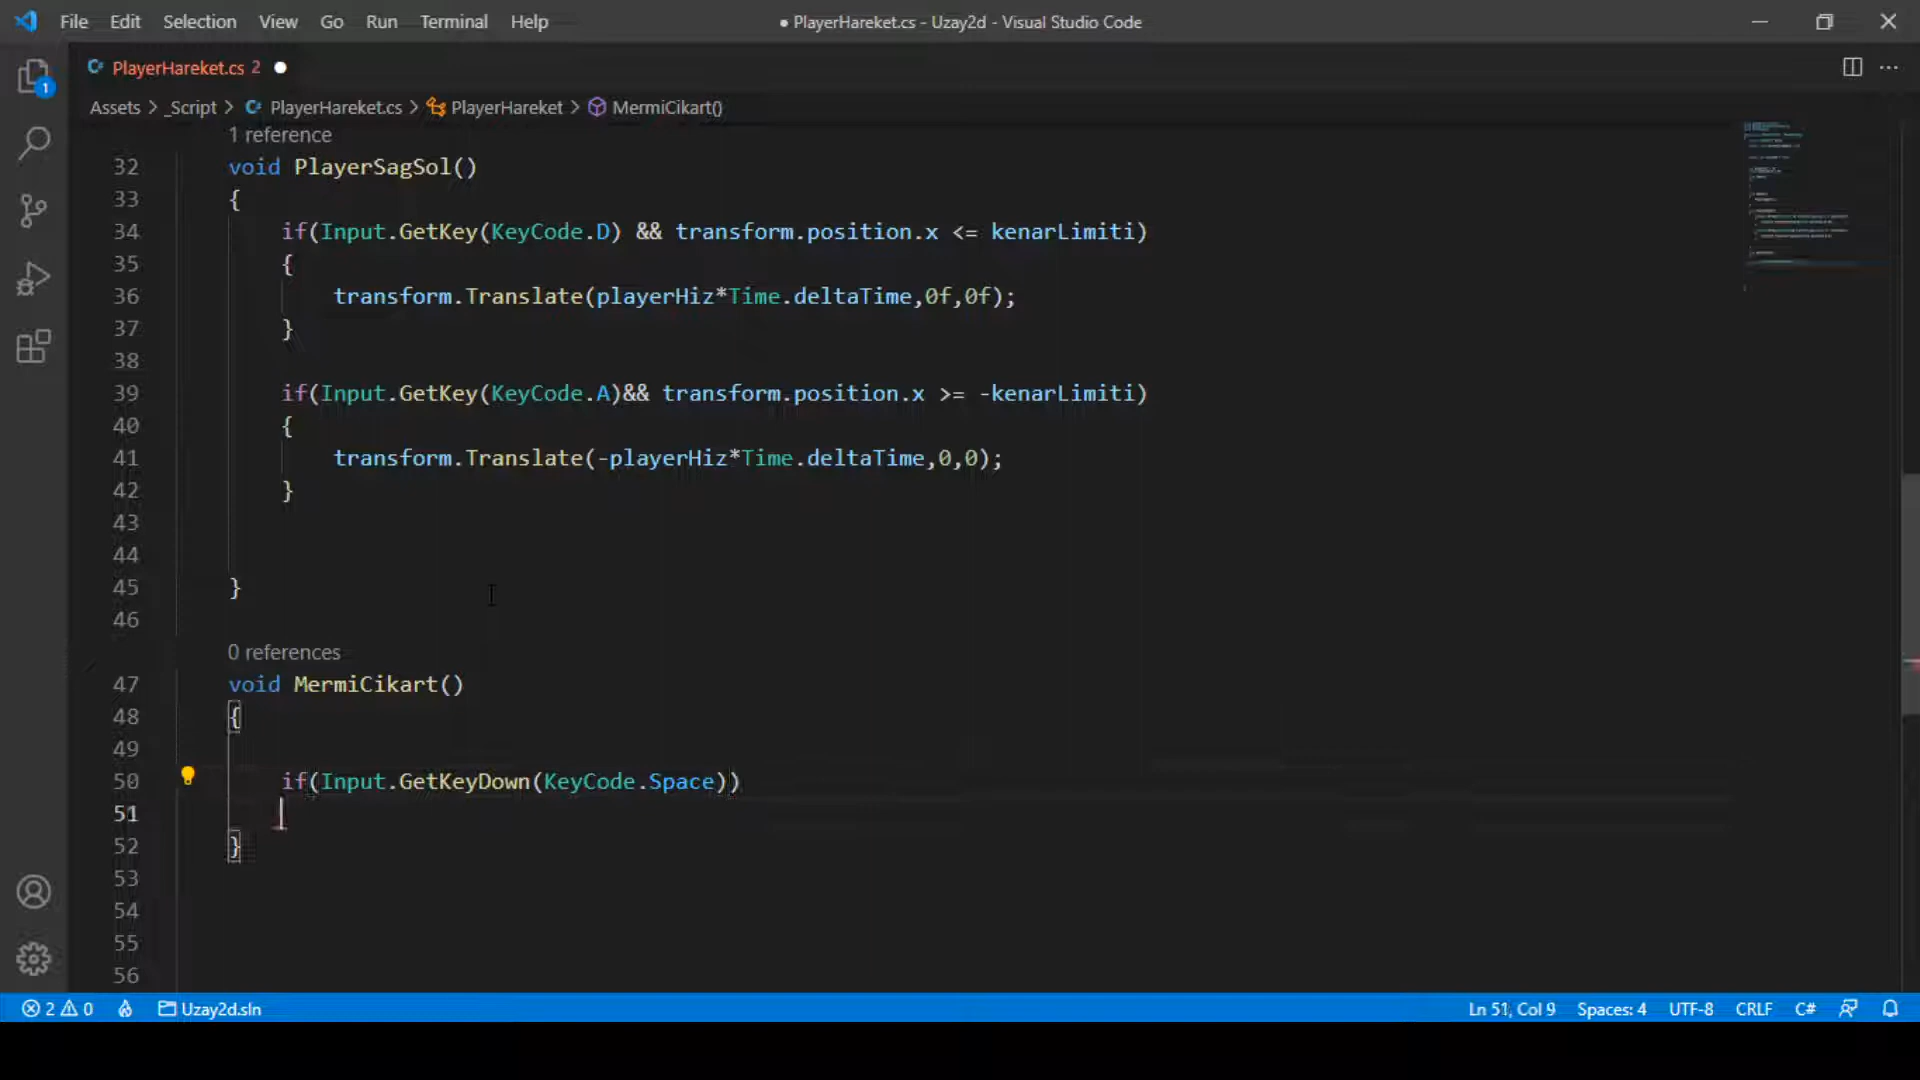 File Edit Selection View Go Run Terminal Help ● PlayerHareket.cs - Uzay2d - Visual Studio Code
PlayerHareket.cs 2
Assets > _Script > PlayerHareket.cs > PlayerHareket > MermiCikart()
1
1 reference
32 void PlayerSagSol()
33 {
34 if(Input.GetKey(KeyCode.D) && transform.position.x <= kenarLimiti)
35 {
36 transform.Translate(playerHiz*Time.deltaTime,0f,0f);
37 }
38
39 if(Input.GetKey(KeyCode.A)&& transform.position.x >= -kenarLimiti)
40 {
41 transform.Translate(-playerHiz*Time.deltaTime,0,0);
42 }
43
44
45 }
46
0 references
47 void MermiCikart()
48 {
49
50 if(Input.GetKeyDown(KeyCode.Space))
51
52 }
53
54
55
56
2 0 Uzay2d.sln Ln 51, Col 9 Spaces: 4 UTF-8 CRLF C#